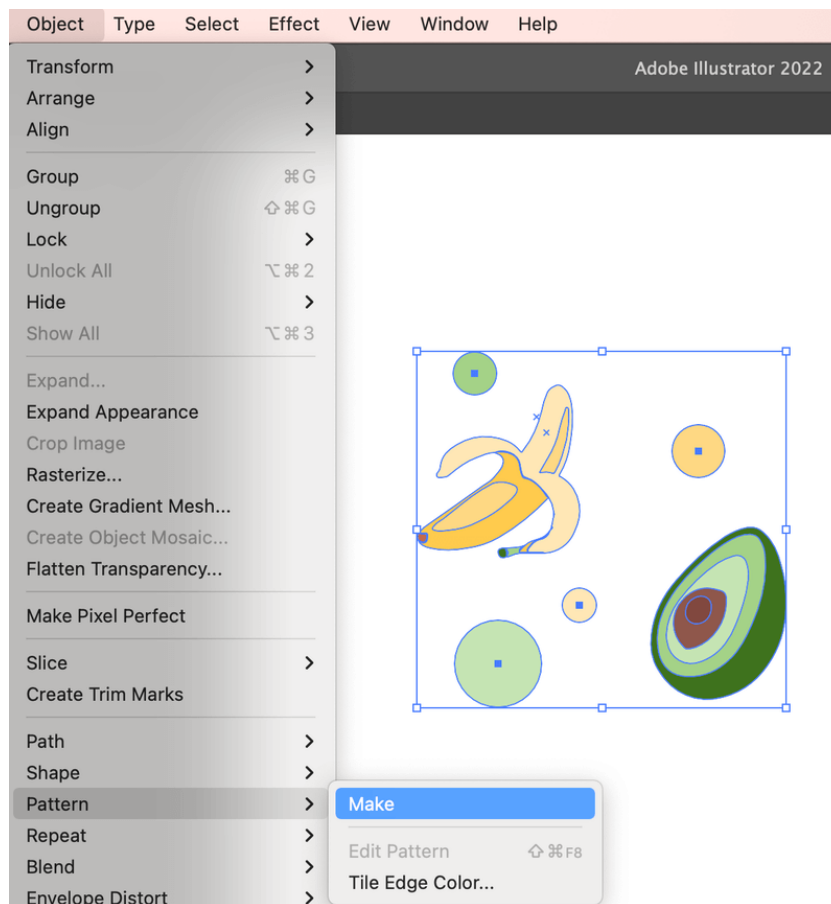 Object Type Select Effect View Window Help
Adobe Illustrator 2022
Transform
Arrange
Align
Group ⌘G
Ungroup ⇧⌘G
Lock
Unlock All ⌥⌘2
Hide
Show All ⌥⌘3
Expand...
Expand Appearance
Crop Image
Rasterize...
Create Gradient Mesh...
Create Object Mosaic...
Flatten Transparency...
Make Pixel Perfect
Slice
Create Trim Marks
Path
Shape
Pattern
Make
Repeat
Edit Pattern ⇧⌘F8
Blend
Tile Edge Color...
Envelope Distort